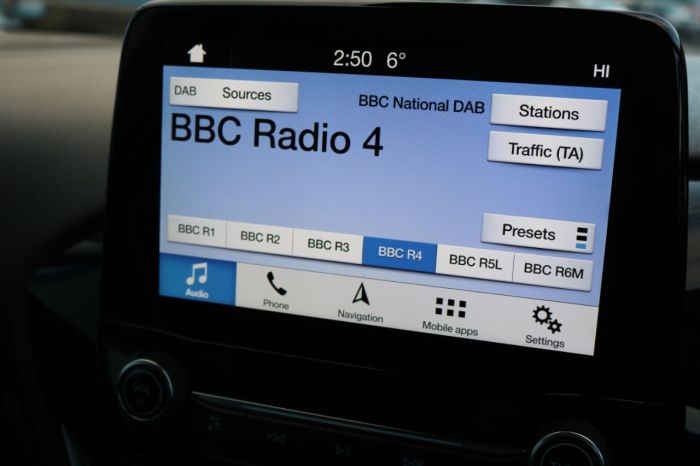 2:50 6°
HI
DAB Sources
BBC National DAB
Stations
BBC Radio 4
Traffic (TA)
Presets
BBC R1
BBC R2
BBC R3
BBC R4
BBC R5L
BBC R6M
Audio
Phone
Navigation
Mobile apps
Settings
VOL